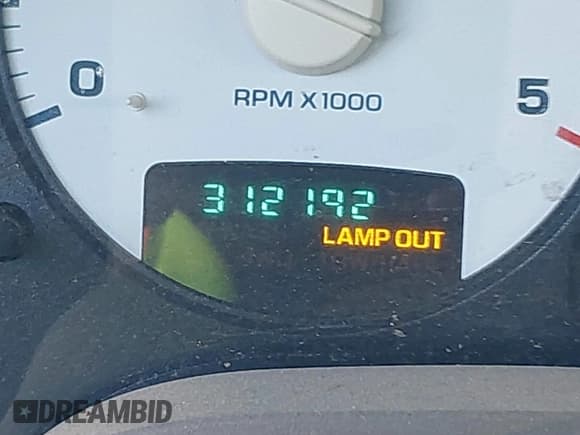 0
5
RPM X1000
312192
LAMP OUT
DREAMBID